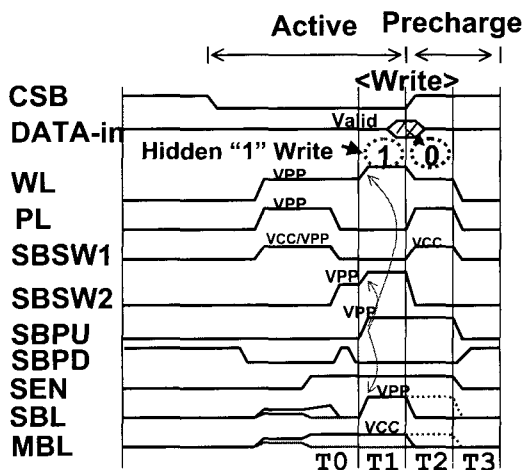 Active Precharge
<Write>
CSB
DATA-in Valid
Hidden "1" Write 1 0
WL VPP
PL VPP
SBSW1 VCC/VPP VCC
SBSW2 VPP
SBPU VPP
SBPD
SEN
SBL VPP
MBL VCC
T0 T1 T2 T3